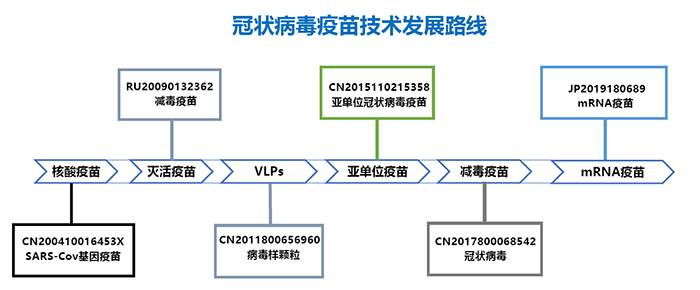 冠状病毒疫苗技术发展路线
RU20090132362
减毒疫苗
CN2015110215358
亚单位冠状病毒疫苗
JP2019180689
mRNA疫苗
核酸疫苗
灭活疫苗
VLPs
亚单位疫苗
减毒疫苗
mRNA疫苗
CN200410016453X
SARS-Cov基因疫苗
CN2011800656960
病毒样颗粒
CN2017800068542
冠状病毒